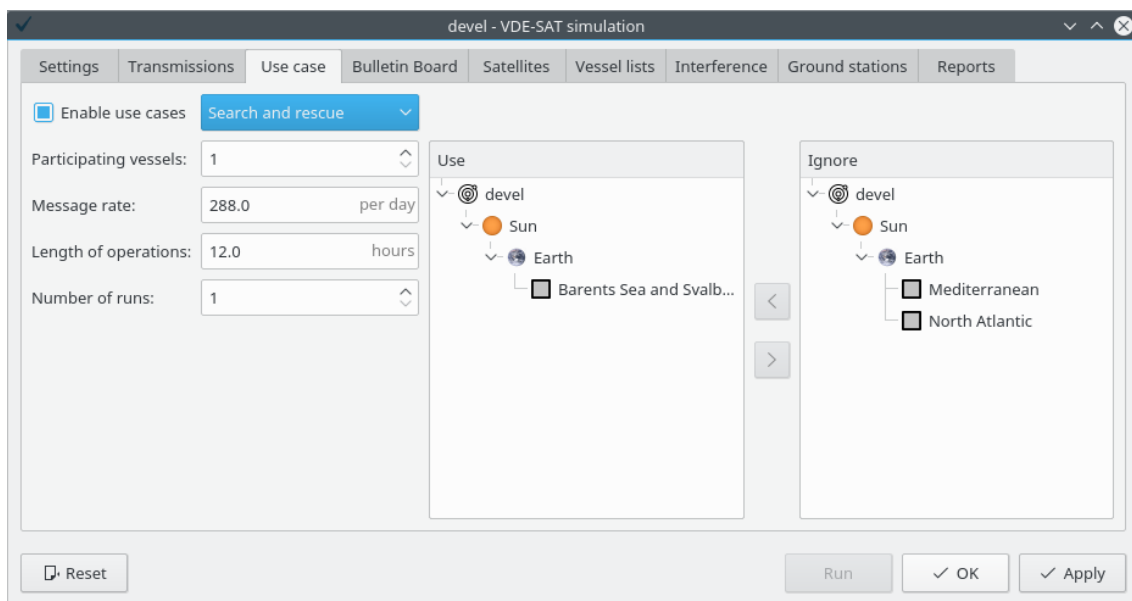 devel - VDE-SAT simulation
Settings Transmissions Use case Bulletin Board Satellites Vessel lists Interference Ground stations Reports
Enable use cases Search and rescue
Participating vessels: 1
Message rate: 288.0 per day
Length of operations: 12.0 hours
Number of runs: 1
Use
devel
Sun
Earth
Barents Sea and Svalb...
<
>
Ignore
devel
Sun
Earth
Mediterranean
North Atlantic
Reset Run OK Apply